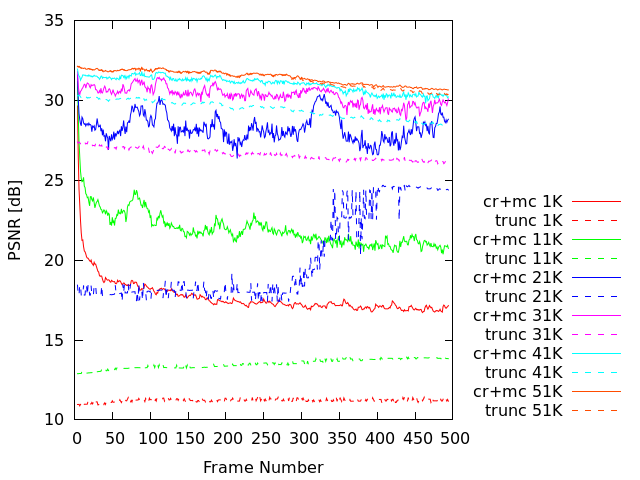 35
30
25
20
15
10
PSNR [dB]
0 50 100 150 200 250 300 350 400 450 500
Frame Number
cr+mc 1K
trunc 1K
cr+mc 11K
trunc 11K
cr+mc 21K
trunc 21K
cr+mc 31K
trunc 31K
cr+mc 41K
trunc 41K
cr+mc 51K
trunc 51K